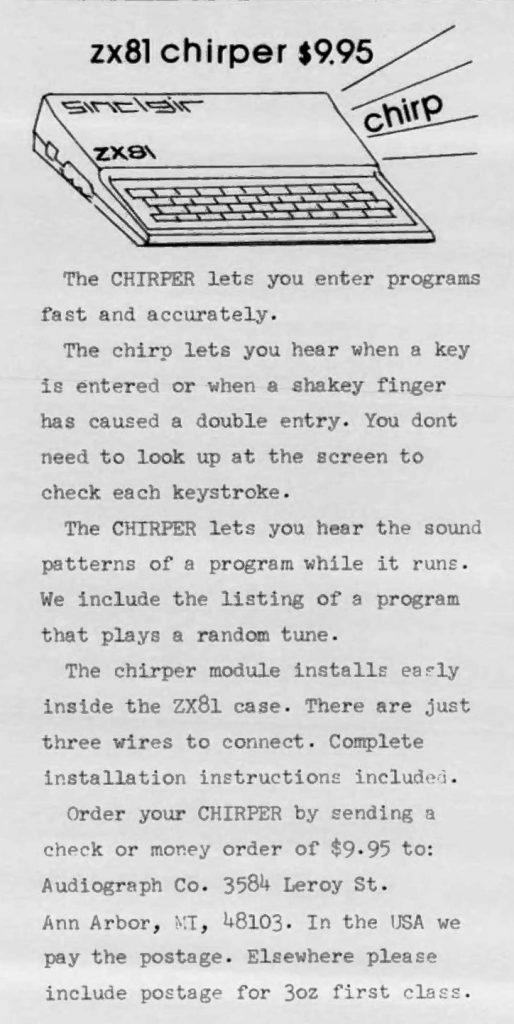 zx81 chirper $9.95
sinclair
chirp
ZX81
The CHIRPER lets you enter programs
fast and accurately.
The chirp lets you hear when a key
is entered or when a shakey finger
has caused a double entry. You dont
need to look up at the screen to
check each keystroke.
The CHIRPER lets you hear the sound
patterns of a program while it runs.
We include the listing of a program
that plays a random tune.
The chirper module installs easly
inside the ZX81 case. There are just
three wires to connect. Complete
installation instructions included.
Order your CHIRPER by sending a
check or money order of $9.95 to:
Audiograph Co. 3584 Leroy St.
Ann Arbor, MI, 48103. In the USA we
pay the postage. Elsewhere please
include postage for 3oz first class.